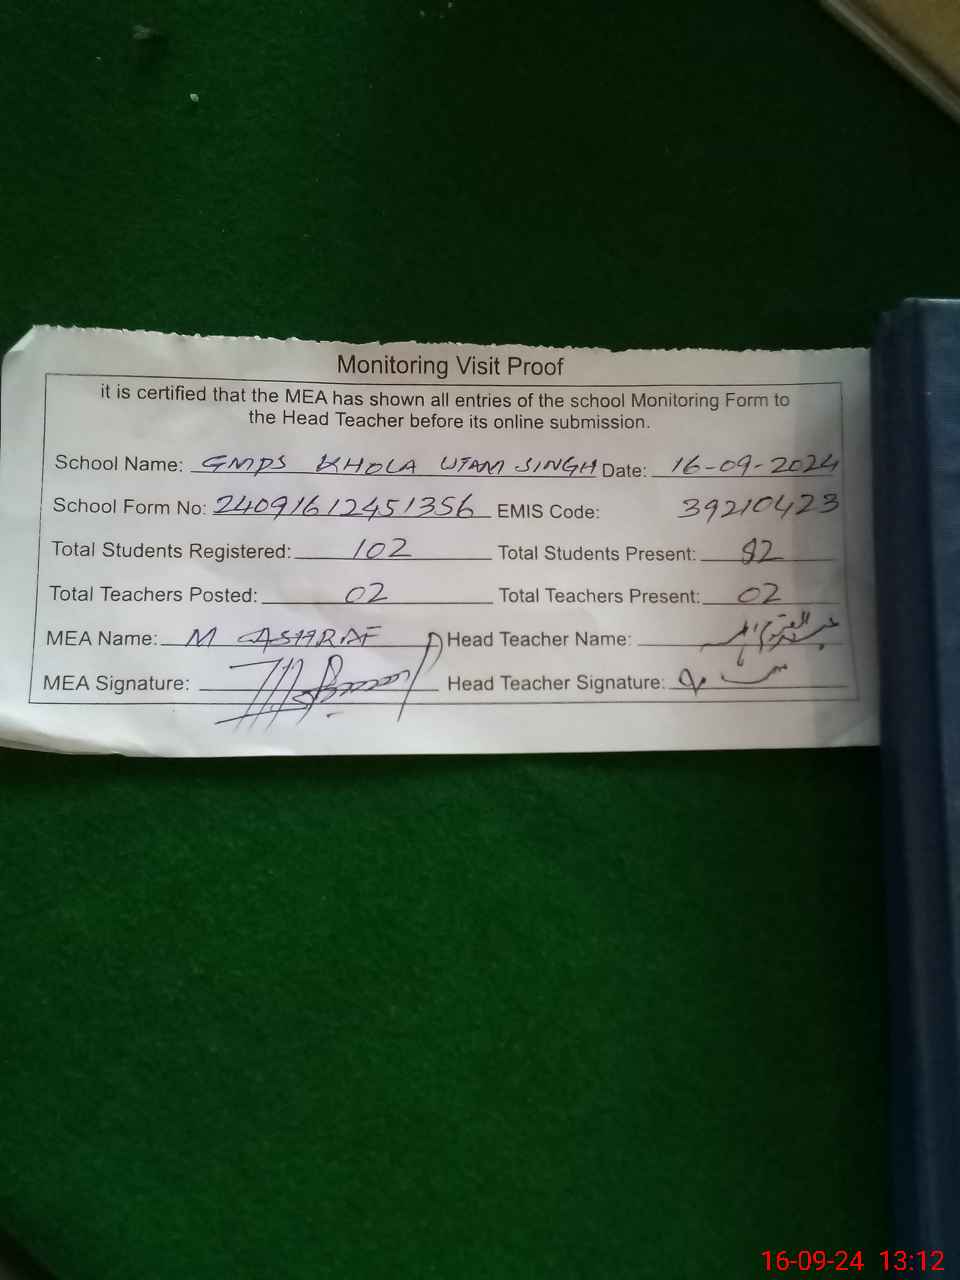 Monitoring Visit Proof
it is certified that the MEA has shown all entries of the school Monitoring Form to
the Head Teacher before its online submission.
School Name: GMPS KHOLA UTAM SINGH Date: 16-09-2024
School Form No: 24091612451356 EMIS Code: 39210423
Total Students Registered: 102 Total Students Present: 82
Total Teachers Posted: 02 Total Teachers Present: 02
MEA Name: M ASHRAF Head Teacher Name:
MEA Signature: Head Teacher Signature:
16-09-24 13:12